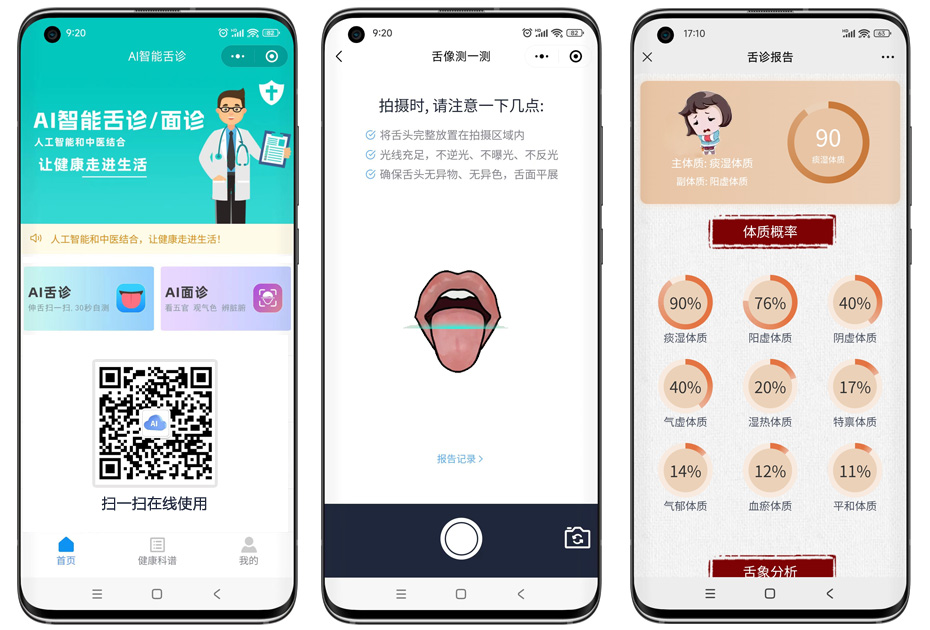 9:20
82
AI智能舌诊
AI智能舌诊/面诊
人工智能和中医结合
让健康走进生活
人工智能和中医结合，让健康走进生活！
AI舌诊
伸舌扫一扫, 30秒自测
AI面诊
看五官 观气色 辨脏腑
AI
扫一扫在线使用
首页
健康科谱
我的
9:20
82
舌像测一测
拍摄时, 请注意一下几点:
将舌头完整放置在拍摄区域内
光线充足，不逆光、不曝光、不反光
确保舌头无异物、无异色，舌面平展
报告记录
17:10
63
舌诊报告
90
痰湿体质
主体质: 痰湿体质
副体质: 阳虚体质
体质概率
90%
76%
40%
痰湿体质
阳虚体质
阴虚体质
40%
20%
17%
气虚体质
湿热体质
特禀体质
14%
12%
11%
气郁体质
血瘀体质
平和体质
舌象分析